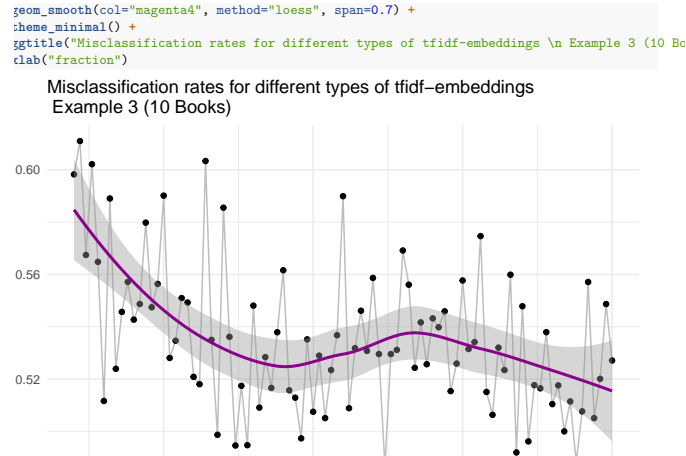 geom_smooth(col="magenta4", method="loess", span=0.7) +
theme_minimal() +
ggtitle("Misclassification rates for different types of tfidf-embeddings \n Example 3 (10 Bo
xlab("fraction")
Misclassification rates for different types of tfidf−embeddings
Example 3 (10 Books)
0.60
0.56
0.52